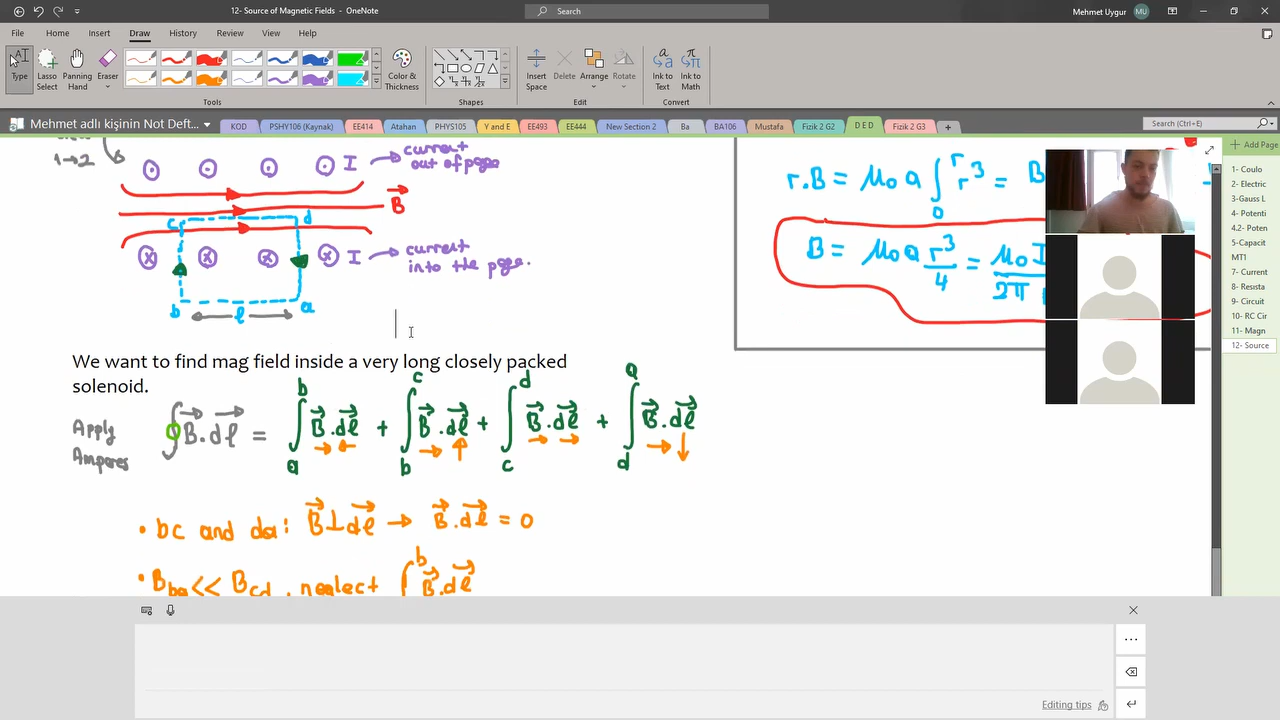 12- Source of Magnetic Fields - OneNote
Search
Mehmet Uygur
MU
File Home Insert Draw History Review View Help
Type
Lasso Select
Panning Hand
Eraser
Color & Thickness
Insert Space
Delete
Arrange
Rotate
Ink to Text
Ink to Math
Tools
Shapes
Edit
Convert
Mehmet adlı kişinin Not Deft...
KOD PSHY106 (Kaynak) EE414 Atahan PHYS105 Y and E EE493 EE444 New Section 2 Ba BA106 Mustafa Fizik 2 G2 D E D Fizik 2 G3 +
Search (Ctrl+E)
Add Page
1- Coulo
2- Electric
3-Gauss L
4- Potenti
4.2- Poten
5-Capacit
MT1
7- Current
8- Resista
9- Circuit
10- RC Cir
11- Magn
12- Source
1→2
I → current out of page
B
c d
I → current into the page.
b l a
r.B = μ0 a ∫ 0 r r³ = B
B = μ0 a r³/4 = μ0 I / 2π
We want to find mag field inside a very long closely packed
solenoid.
Apply Amperes
∮ B . dl = ∫ a b B . dl + ∫ b c B . dl + ∫ c d B . dl + ∫ d a B . dl
• bc and da : B ⊥ dl → B . dl = 0
• Bba << Bcd , neglect ∫ b B . dl
Editing tips